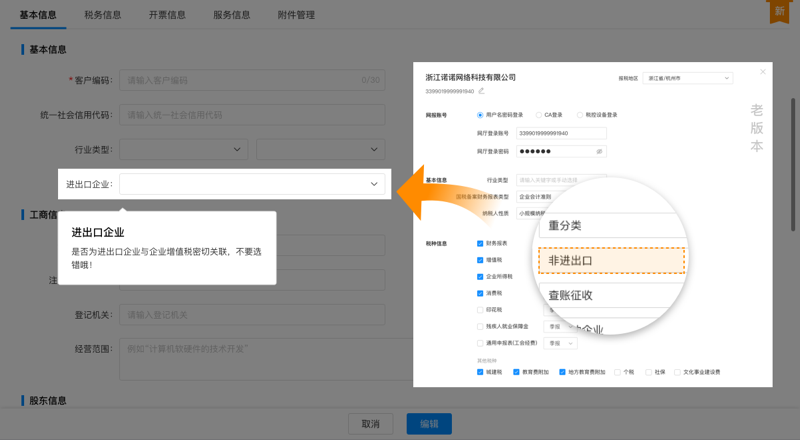 基本信息
税务信息
开票信息
服务信息
附件管理
新
基本信息
* 客户编码:
请输入客户编码
0/30
统一社会信用代码:
请输入统一社会信用代码
行业类型:
进出口企业:
工商信
进出口企业
是否为进出口企业与企业增值税密切关联，不要选
错哦！
注
登记机关:
请输入登记机关
经营范围:
例如“计算机软硬件的技术开发”
股东信息
取消
编辑
浙江诺诺网络科技有限公司
3399019999991940
报税地区
浙江省/杭州市
老版本
网报账号
用户名密码登录
CA登录
税控设备登录
网厅登录账号
3399019999991940
网厅登录密码
●●●●●●
基本信息
行业类型
请输入关键字或手动选择
企业会计准则
纳税人性质
小规模纳税
税种信息
财务报表
增值税
企业所得税
消费税
印花税
季
残疾人就业保障金
季报
通用申报表(工会经费)
季报
其他税种
城建税
教育费附加
地方教育费附加
个税
社保
文化事业建设费
重分类
非进出口
查账征收
企业